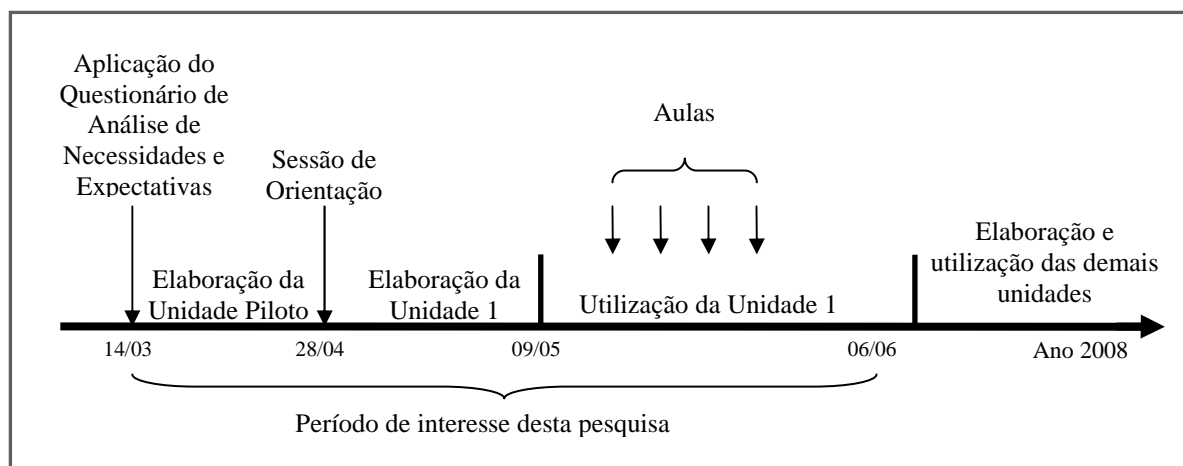 Aplicação do
Questionário de
Análise de
Necessidades e
Expectativas
Sessão de
Orientação
Aulas
Elaboração da
Unidade Piloto
Elaboração da
Unidade 1
Utilização da Unidade 1
Elaboração e
utilização das demais
unidades
14/03
28/04
09/05
06/06
Ano 2008
Período de interesse desta pesquisa